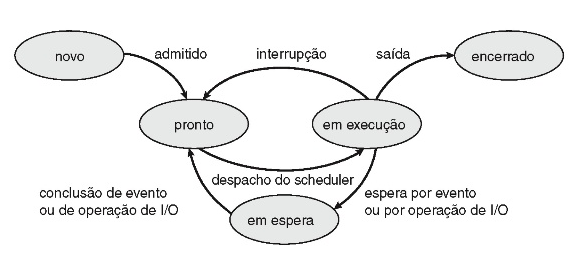 novo
admitido
interrupção
saída
encerrado
pronto
em execução
despacho do scheduler
conclusão de evento
ou de operação de I/O
em espera
espera por evento
ou por operação de I/O